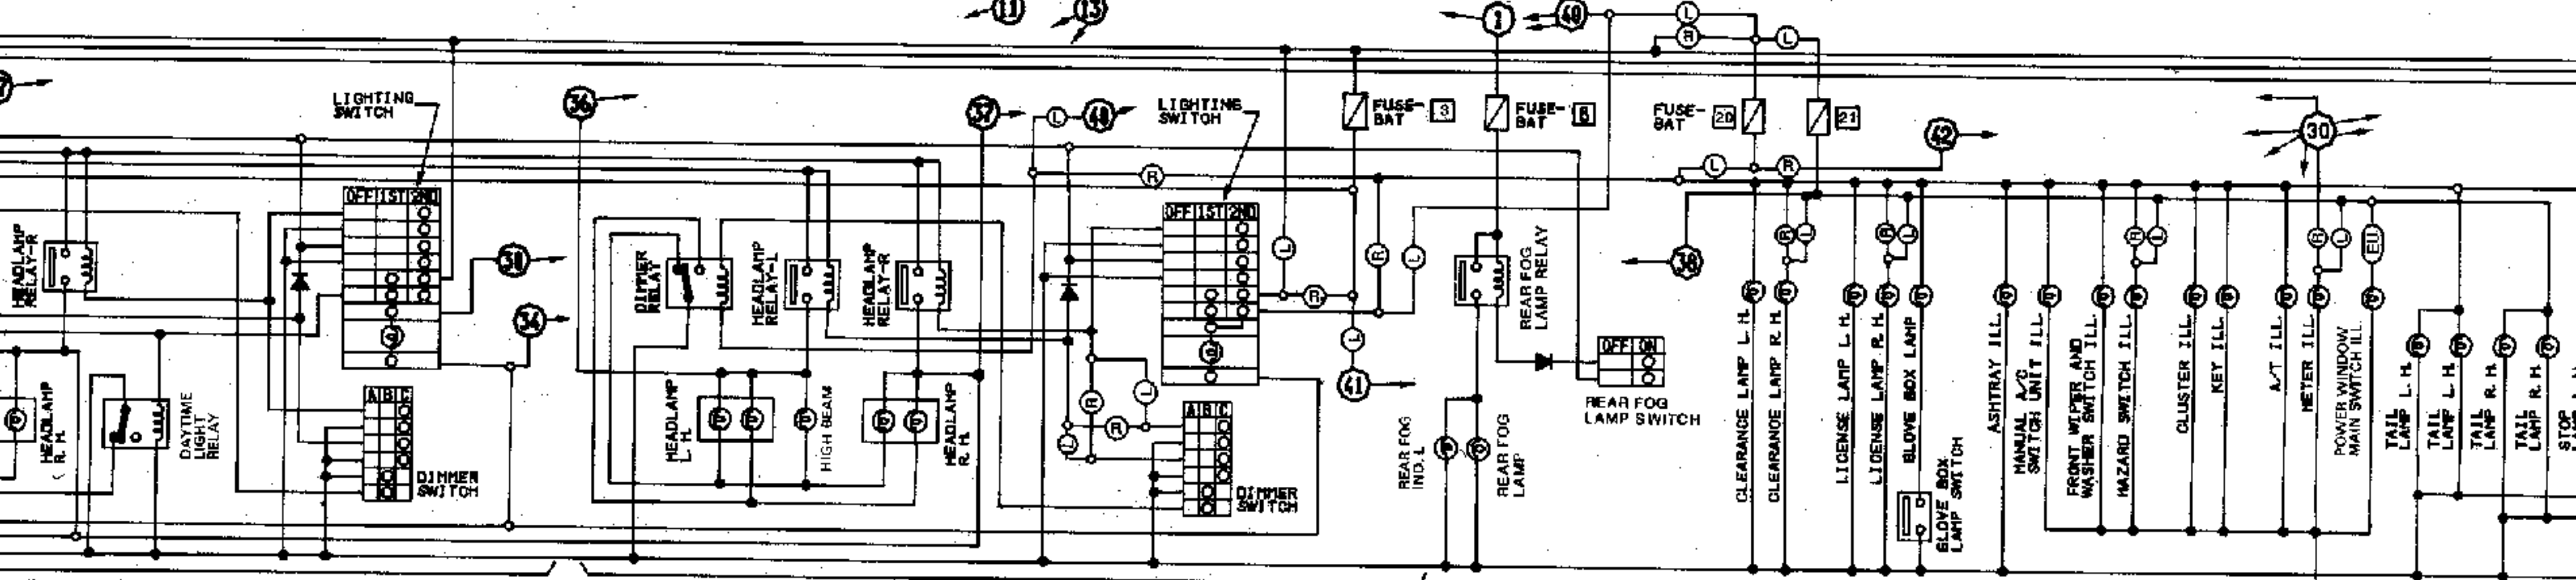 11
13
1
40
36
37
L
40
LIGHTING
SWITCH
LIGHTING
SWITCH
FUSE-
BAT
3
FUSE-
BAT
FUSE-
BAT
20
21
42
30
L
R
L
L
R
R
OFF 1ST 2ND
OFF 1ST 2ND
HEADLAMP
RELAY-R
38
34
DIMMER
RELAY
HEADLAMP
RELAY-L
HEADLAMP
RELAY-R
L
R
L
R
L
41
REAR FOG
LAMP RELAY
38
R
L
R
L
R
L
R
L
EU
OFF ON
REAR FOG
LAMP SWITCH
HEADLAMP
R.H.
DAYTIME
LIGHT
RELAY
A B C
DIMMER
SWITCH
HEADLAMP
L.H.
HIGH BEAM
HEADLAMP
R.H.
L
R
R
L
A B C
DIMMER
SWITCH
REAR FOG
IND. L
REAR FOG
LAMP
CLEARANCE LAMP L.H.
CLEARANCE LAMP R.H.
LICENSE LAMP L.H.
LICENSE LAMP R.H.
GLOVE BOX LAMP
GLOVE BOX
LAMP SWITCH
ASHTRAY ILL.
MANUAL A/C
SWITCH UNIT ILL.
FRONT WIPER AND
WASHER SWITCH ILL.
HAZARD SWITCH ILL.
CLUSTER ILL.
KEY ILL.
A/T ILL.
METER ILL.
POWER WINDOW
MAIN SWITCH ILL.
TAIL
LAMP L.H.
TAIL
LAMP L.H.
TAIL
LAMP R.H.
TAIL
LAMP R.H.
STOP